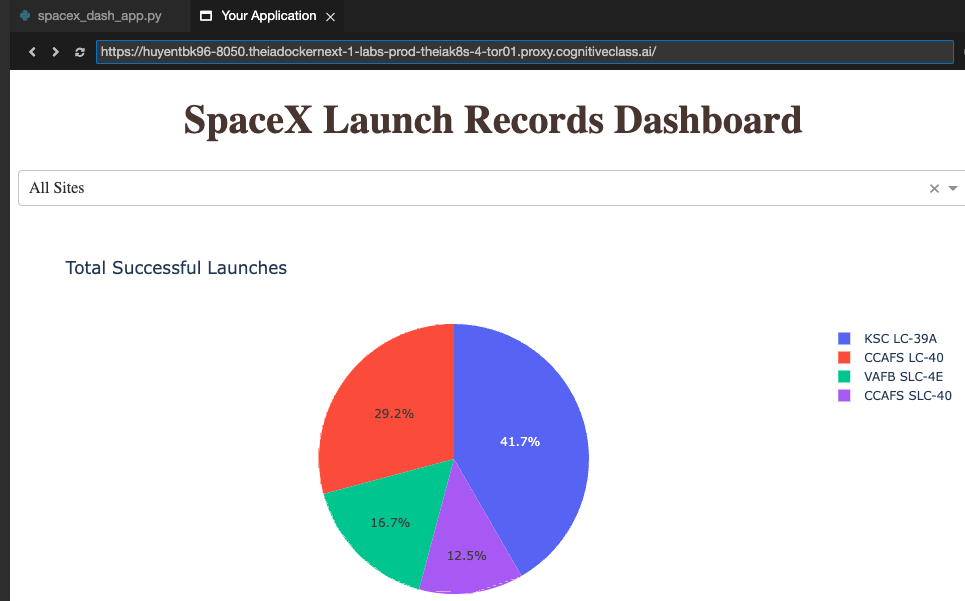 spacex_dash_app.py
Your Application
https://huyentbk96-8050.theiadockernext-1-labs-prod-theiak8s-4-tor01.proxy.cognitiveclass.ai/
SpaceX Launch Records Dashboard
All Sites
Total Successful Launches
KSC LC-39A
CCAFS LC-40
VAFB SLC-4E
CCAFS SLC-40
29.2%
41.7%
16.7%
12.5%